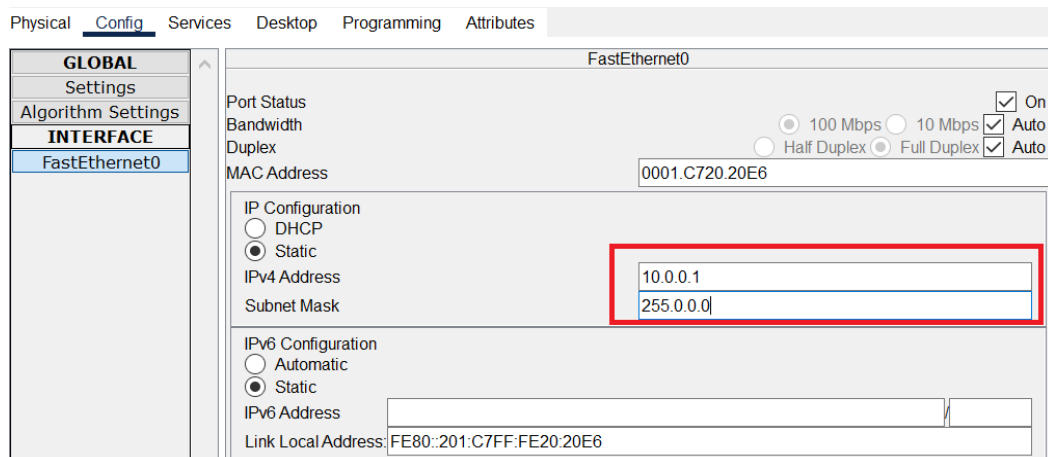 Physical Config Services Desktop Programming Attributes
GLOBAL
Settings
Algorithm Settings
INTERFACE
FastEthernet0
FastEthernet0
Port Status On
Bandwidth 100 Mbps 10 Mbps Auto
Duplex Half Duplex Full Duplex Auto
MAC Address 0001.C720.20E6
IP Configuration
DHCP
Static
IPv4 Address 10.0.0.1
Subnet Mask 255.0.0.0
IPv6 Configuration
Automatic
Static
IPv6 Address /
Link Local Address: FE80::201:C7FF:FE20:20E6